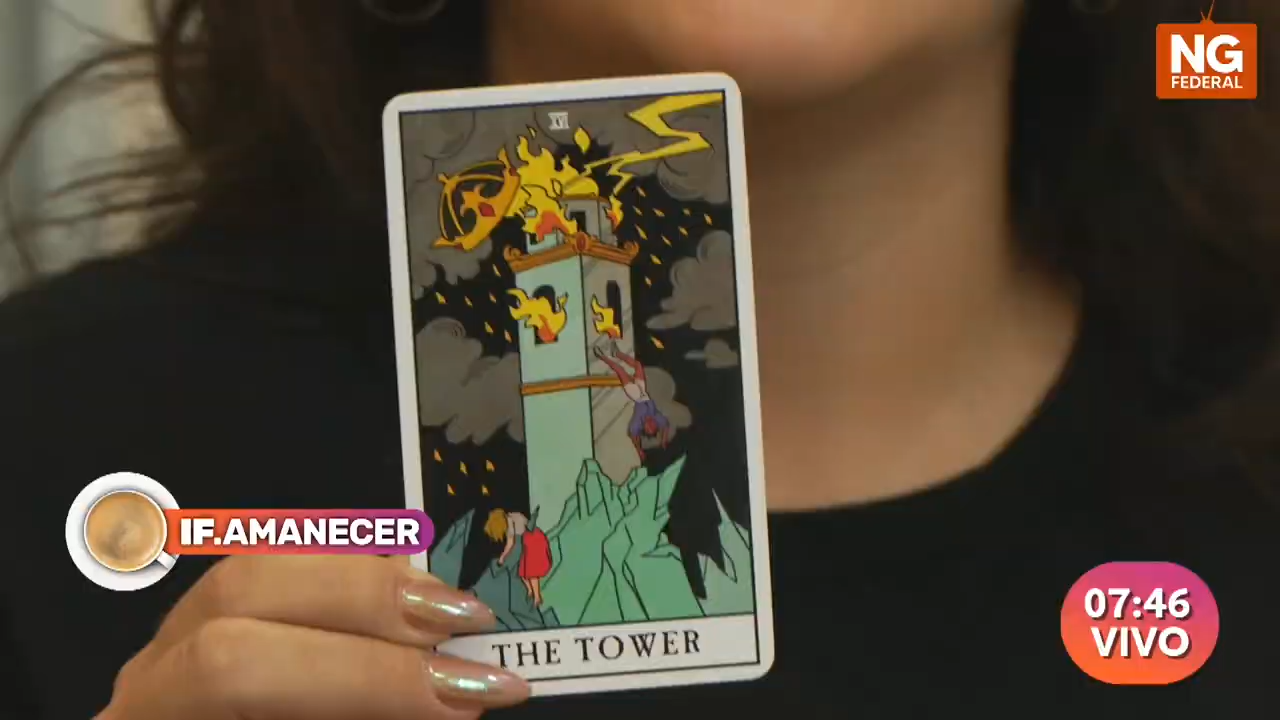 NG
FEDERAL
XVI
IF.AMANECER
THE TOWER
07:46
VIVO